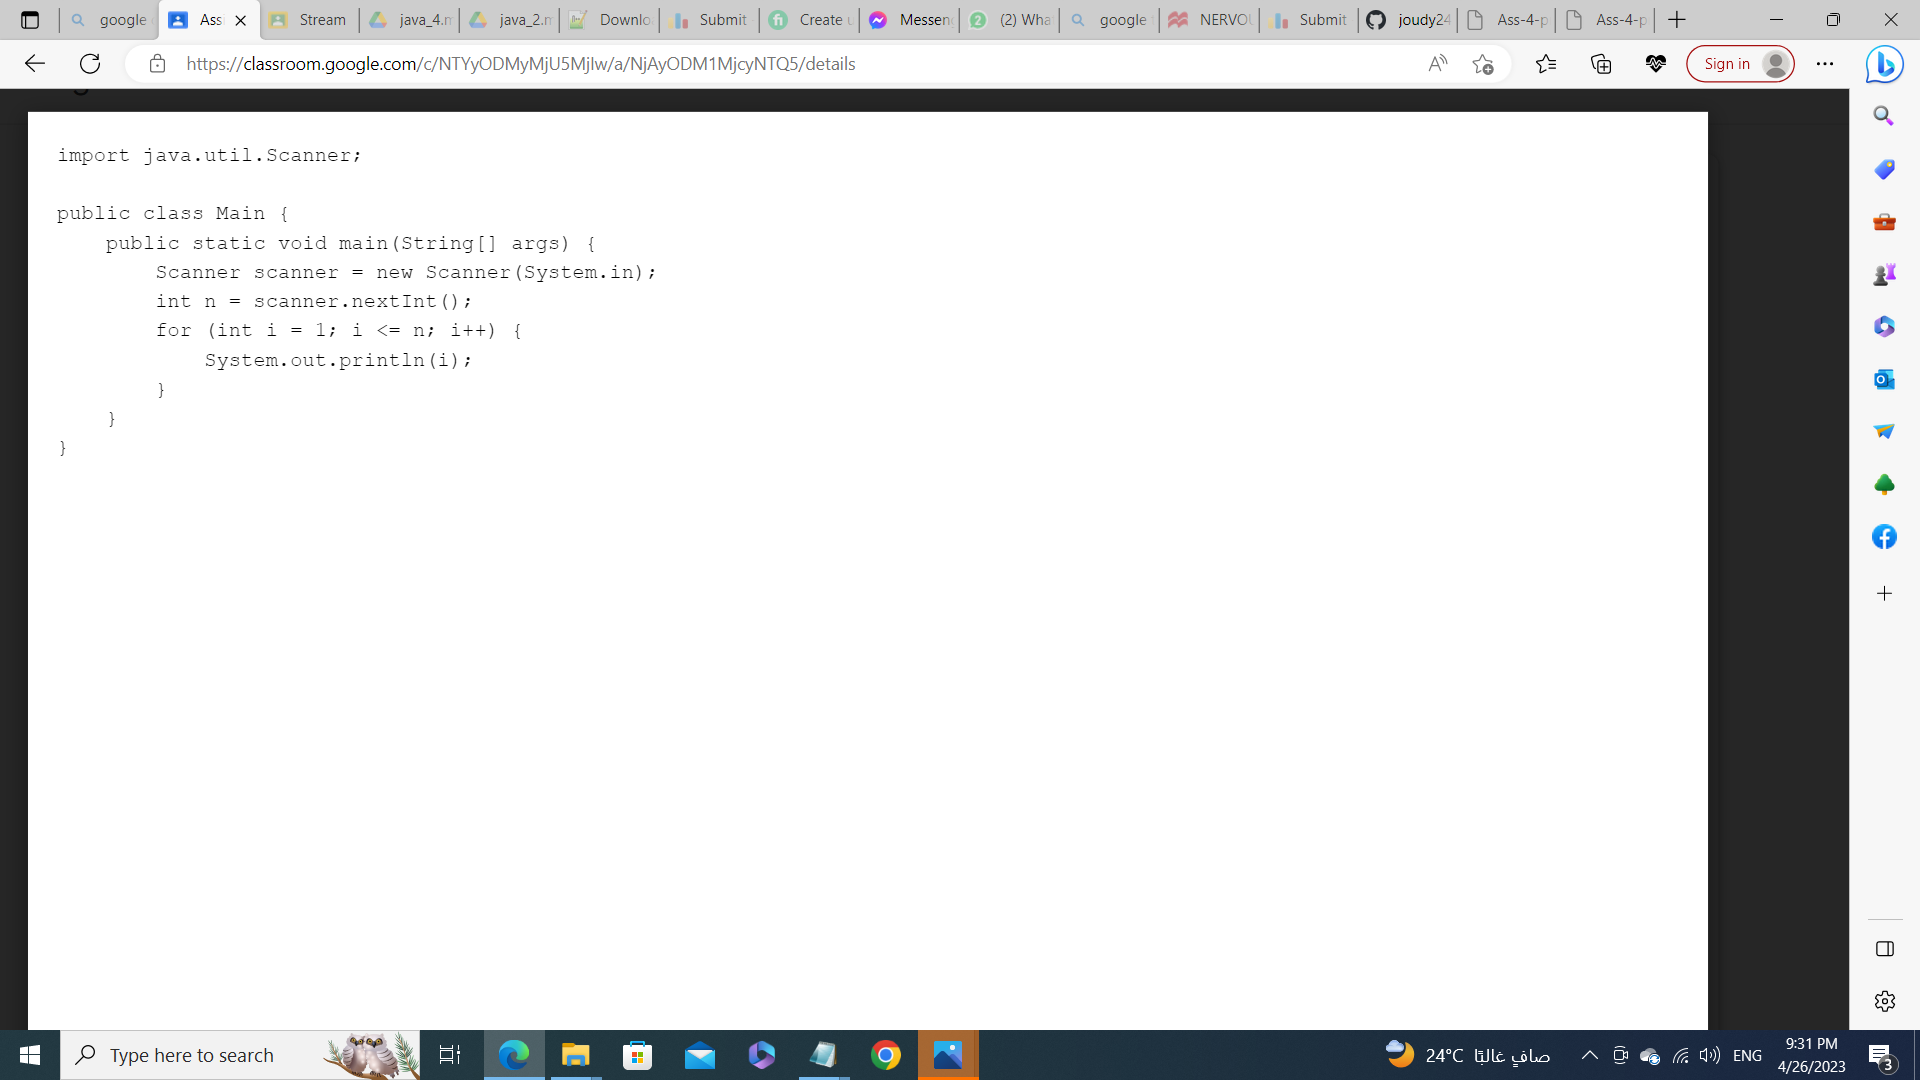 google
Ass
Stream
java_4.m
java_2.m
Downlo
Submit
Create u
Messen
(2) Wha
google
NERVOU
Submit
joudy24
Ass-4-p
Ass-4-p
https://classroom.google.com/c/NTYyODMyMjU5MjIw/a/NjAyODM1MjcyNTQ5/details
Sign in
import java.util.Scanner;
public class Main {
public static void main(String[] args) {
Scanner scanner = new Scanner(System.in);
int n = scanner.nextInt();
for (int i = 1; i <= n; i++) {
System.out.println(i);
}
}
}
Type here to search
24°C صافٍ غالبًا
ENG
9:31 PM
4/26/2023
3